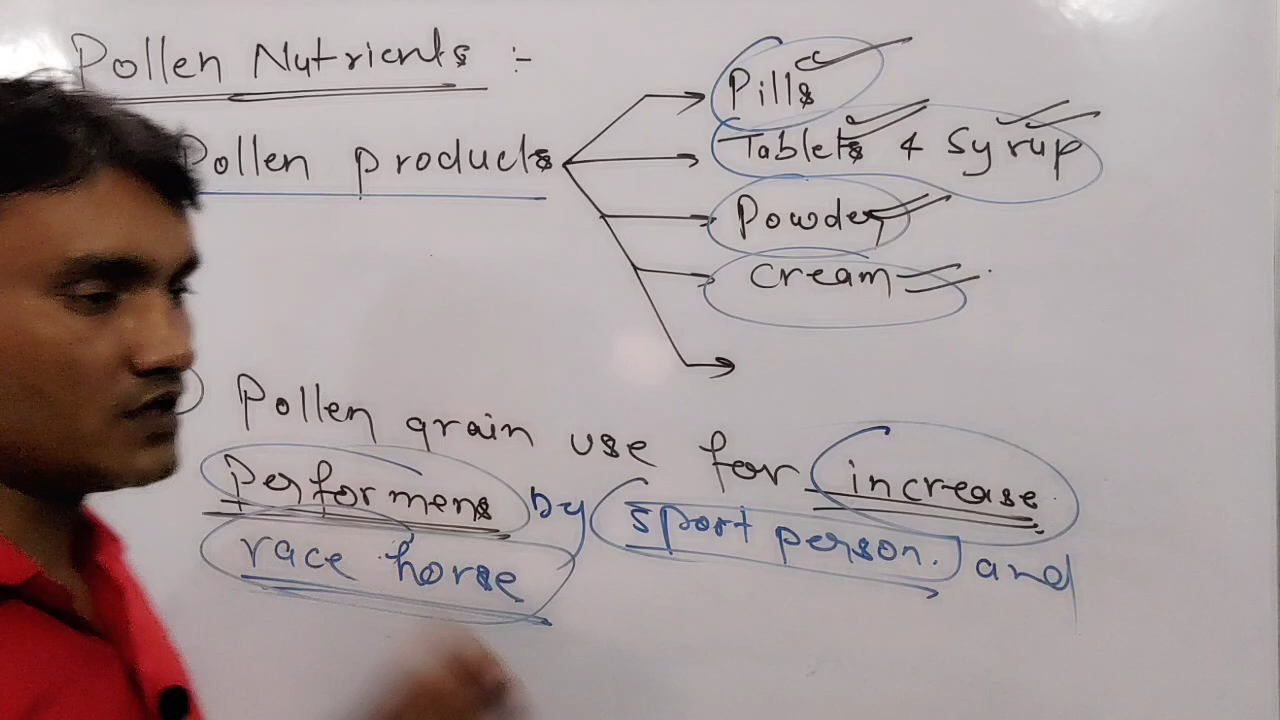 Pollen Nutrients :-
Pollen products
Pills
Tablets & Syrup
Powder
Cream
Pollen grain use for increase
Performens by sport person. and
race horse